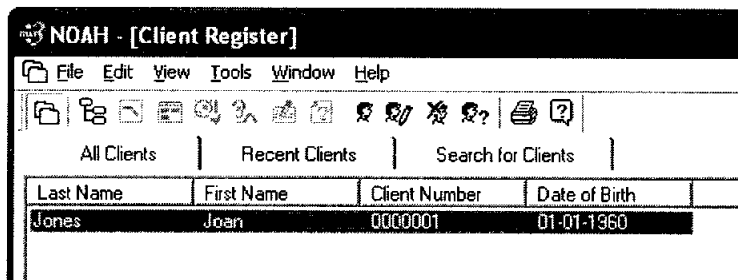 NOAH - [Client Register]
File Edit View Tools Window Help
All Clients Recent Clients Search for Clients
Last Name First Name Client Number Date of Birth
Jones Joan 0000001 01-01-1960